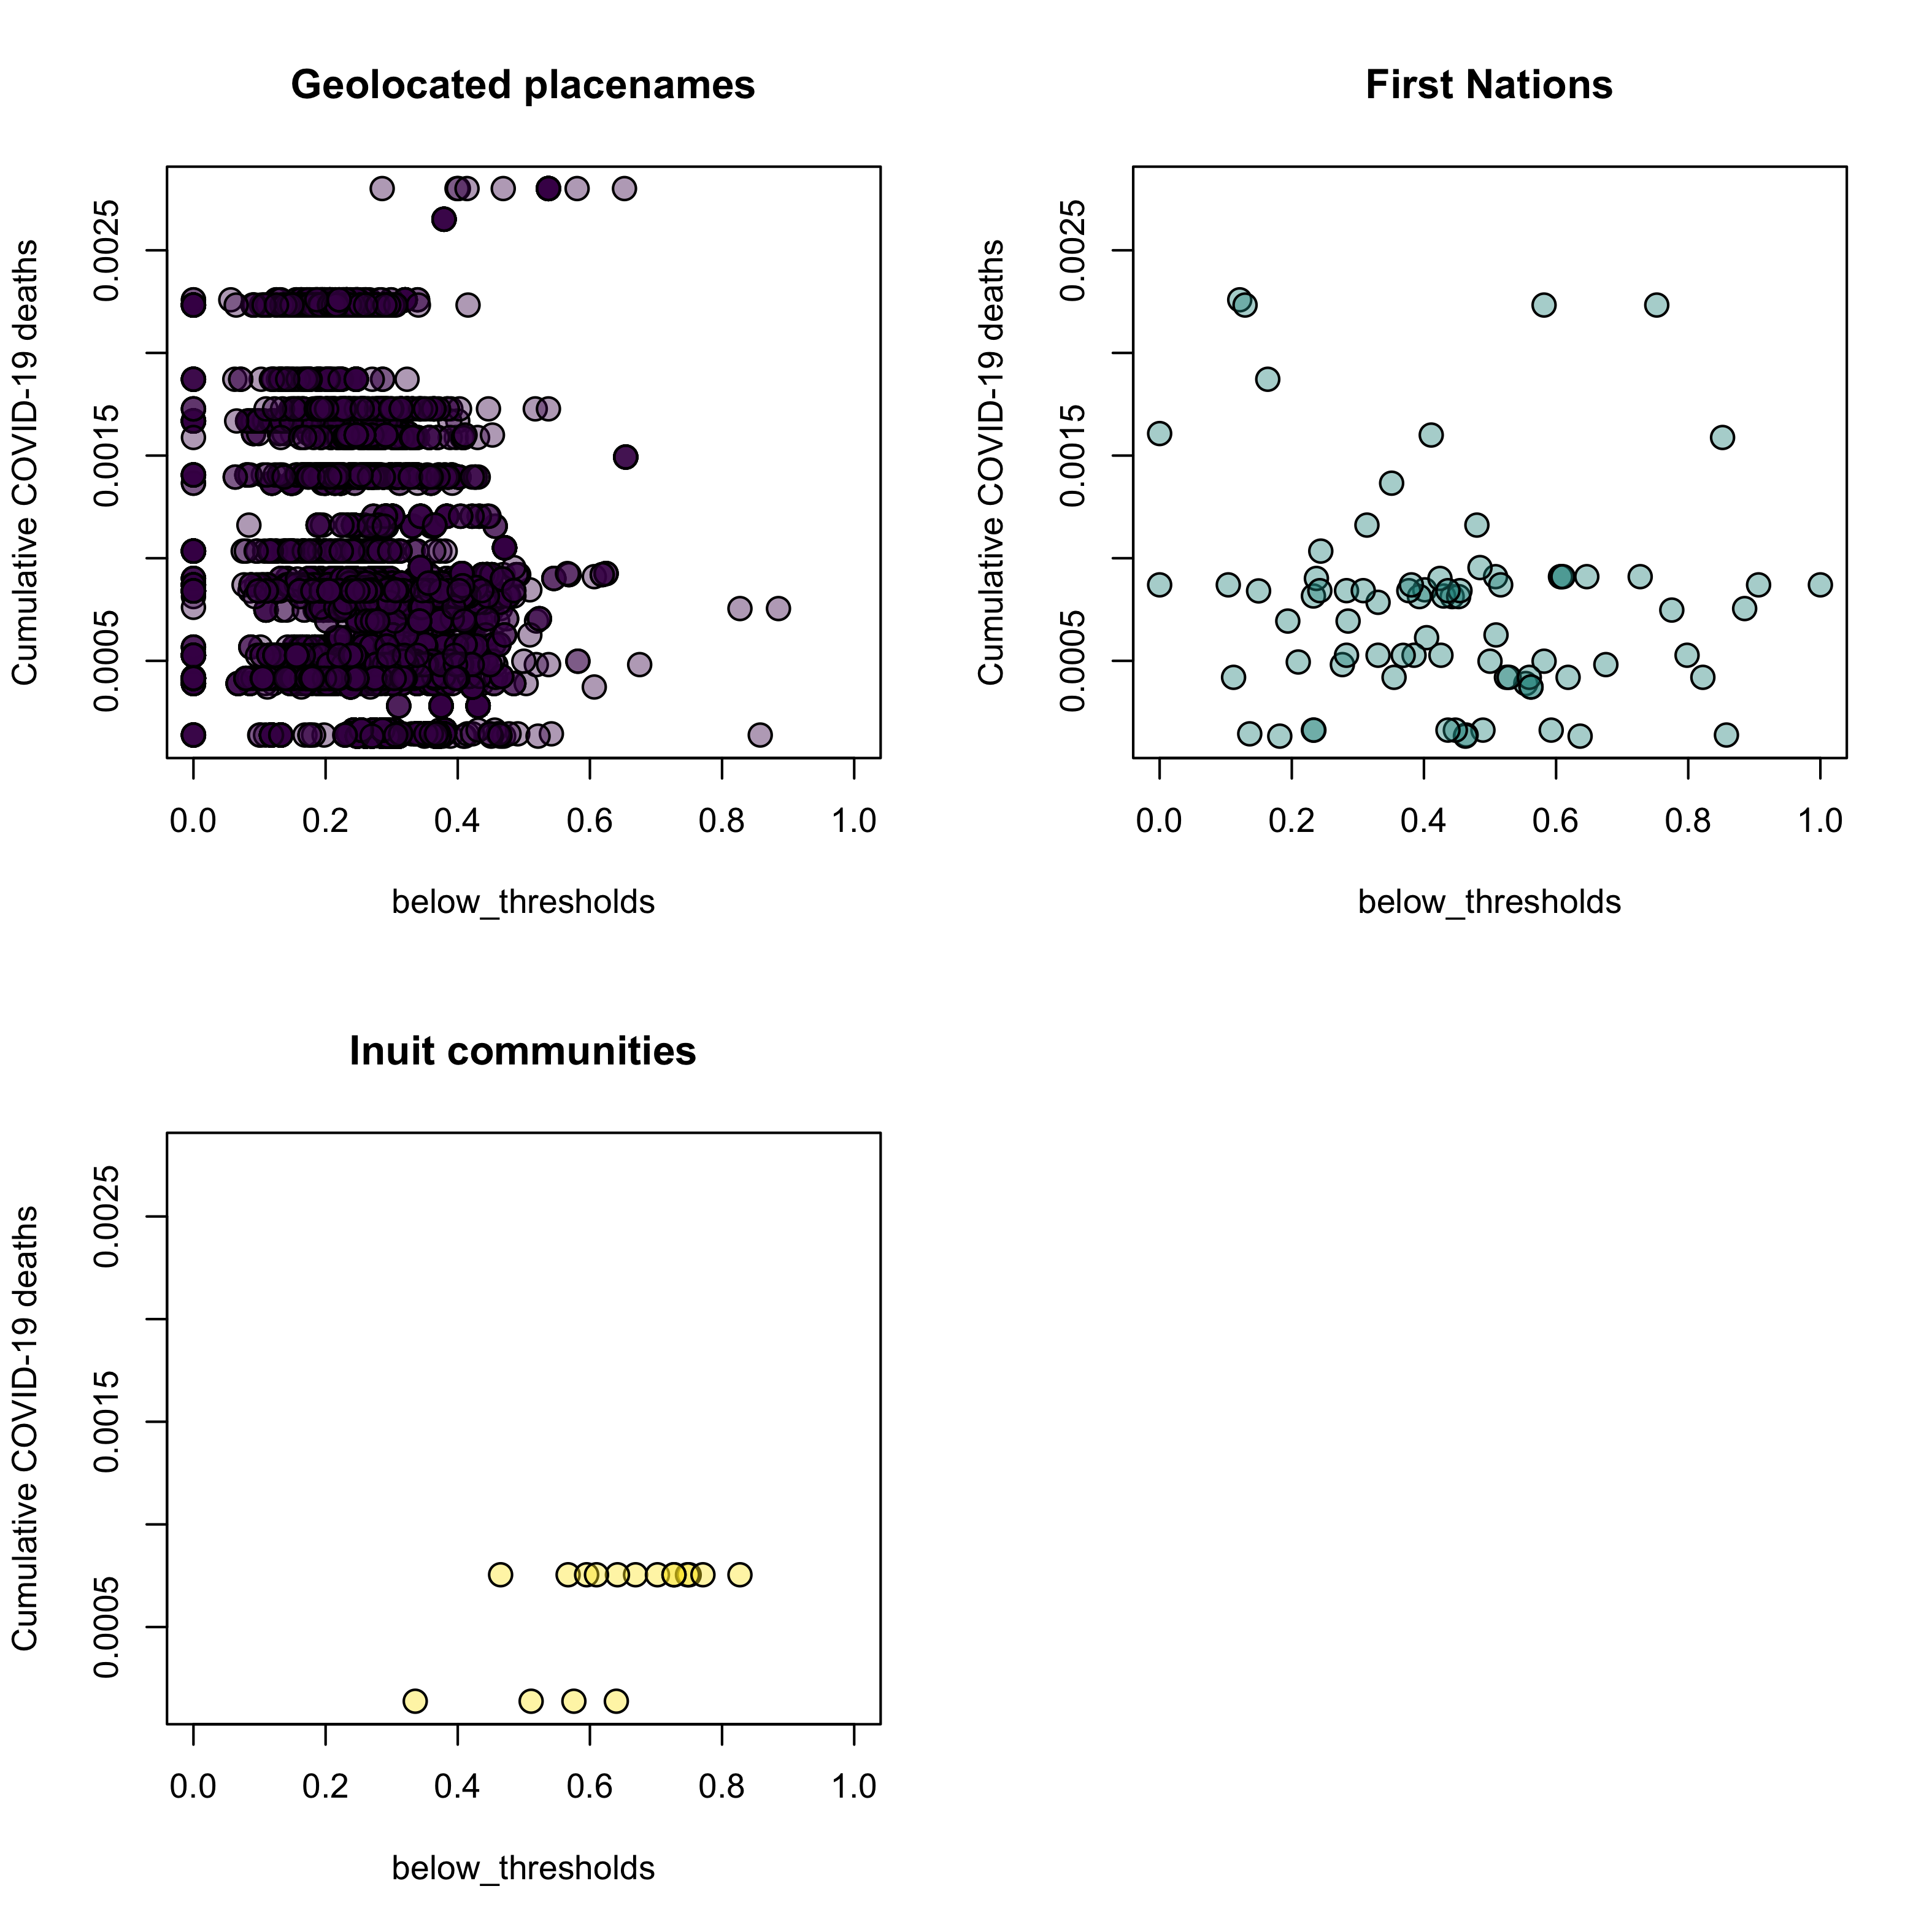 Geolocated placenames
Cumulative COVID-19 deaths
0.0025
0.0015
0.0005
0.0 0.2 0.4 0.6 0.8 1.0
below_thresholds
First Nations
Cumulative COVID-19 deaths
0.0025
0.0015
0.0005
0.0 0.2 0.4 0.6 0.8 1.0
below_thresholds
Inuit communities
Cumulative COVID-19 deaths
0.0025
0.0015
0.0005
0.0 0.2 0.4 0.6 0.8 1.0
below_thresholds